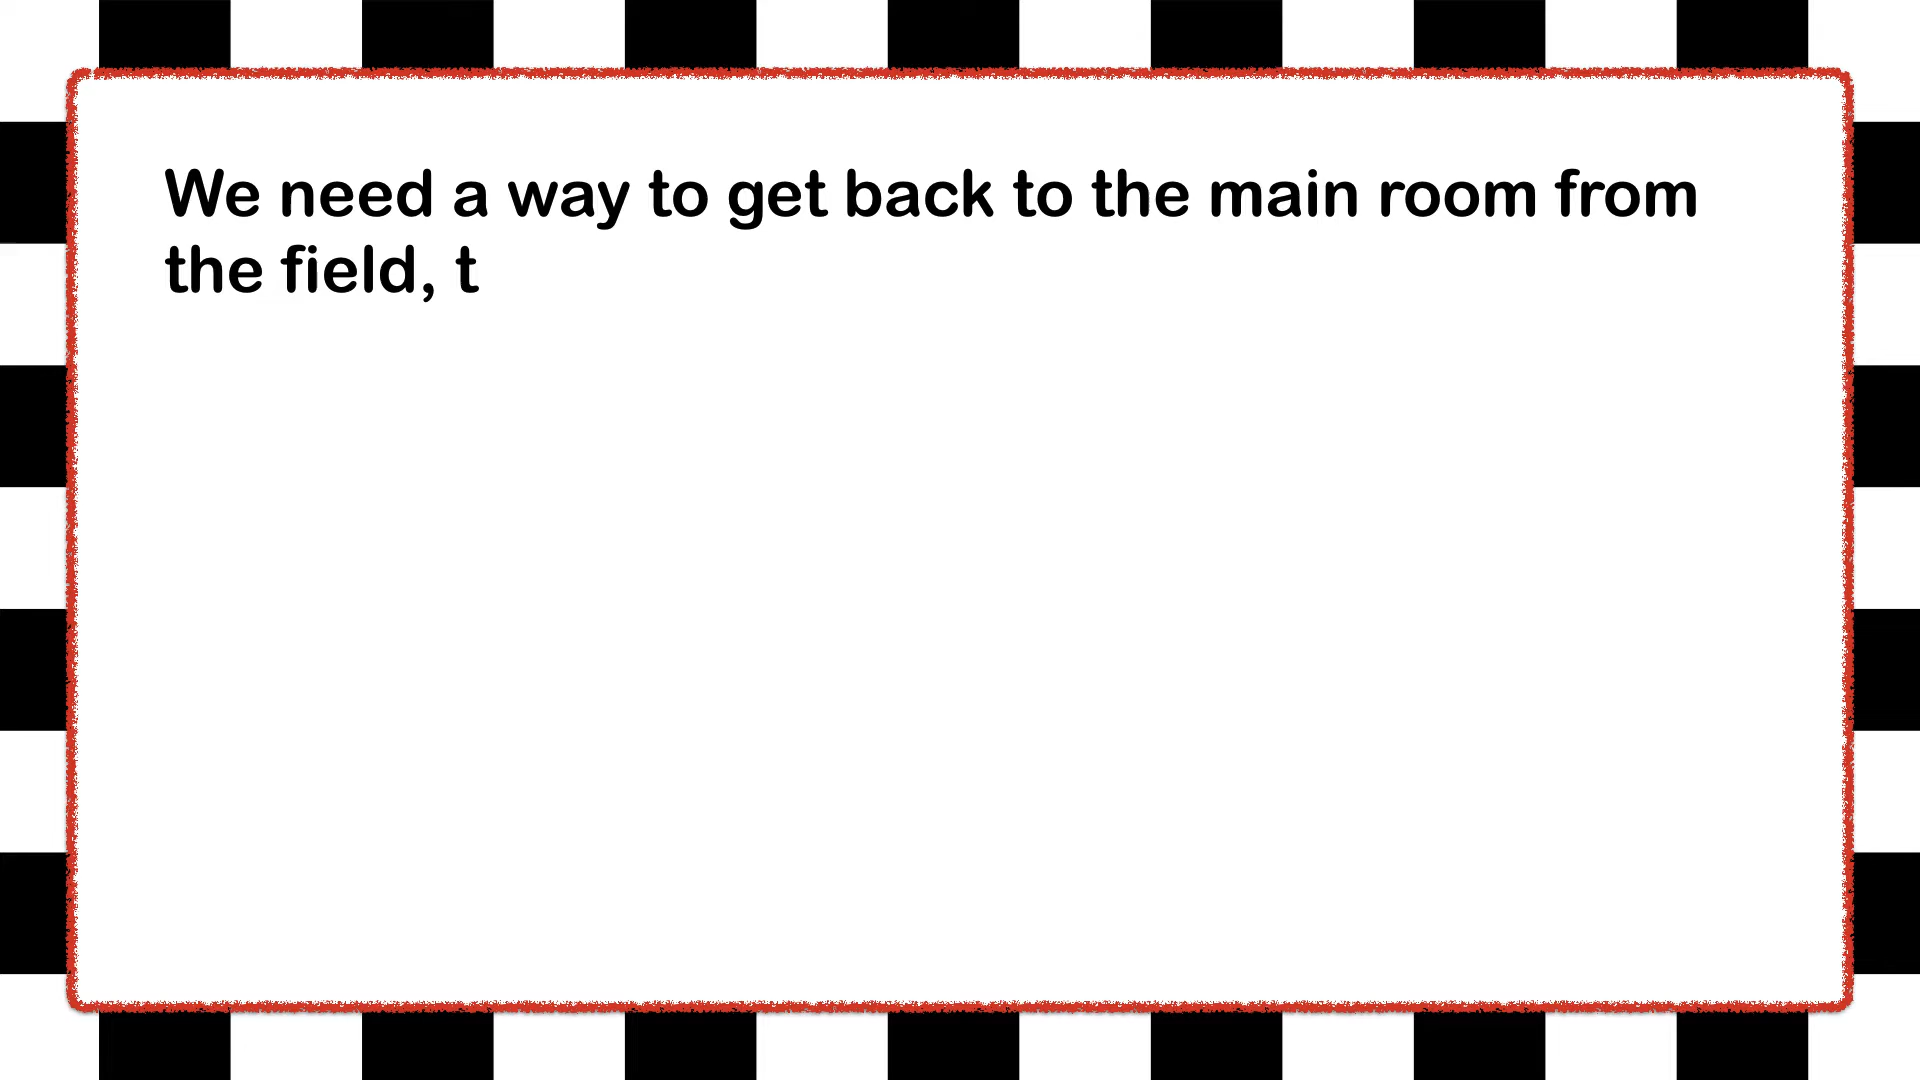 We need a way to get back to the main room from
the field, t